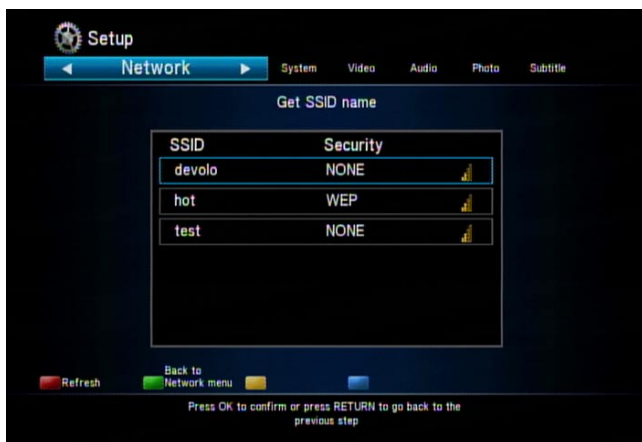 Setup
Network System Video Audio Photo Subtitle
Get SSID name
SSID Security
devolo NONE
hot WEP
test NONE
Refresh
Back to
Network menu
Press OK to confirm or press RETURN to go back to the
previous step